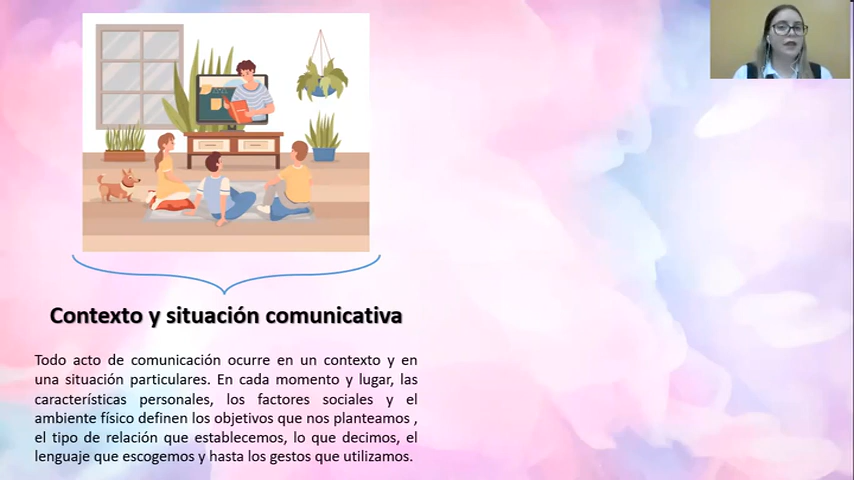 Contexto y situación comunicativa
Todo acto de comunicación ocurre en un contexto y en
una situación particulares. En cada momento y lugar, las
características personales, los factores sociales y el
ambiente físico definen los objetivos que nos planteamos ,
el tipo de relación que establecemos, lo que decimos, el
lenguaje que escogemos y hasta los gestos que utilizamos.